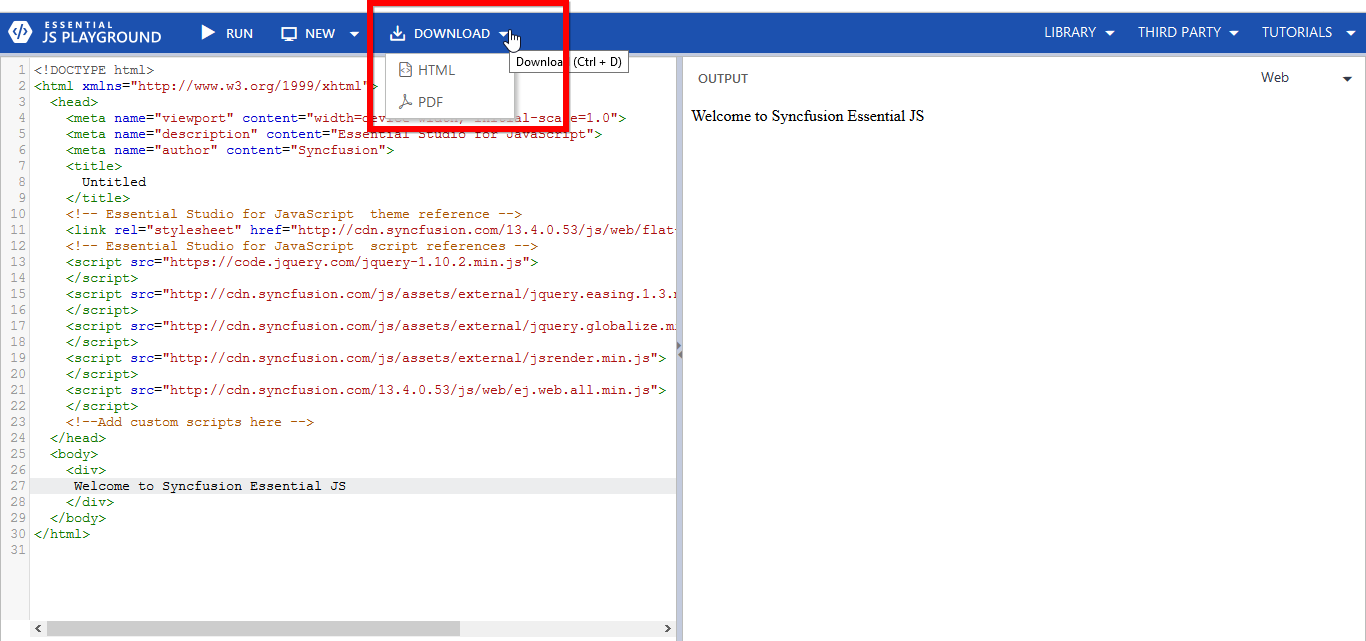 ESSENTIAL
JS PLAYGROUND
RUN
NEW
DOWNLOAD
LIBRARY
THIRD PARTY
TUTORIALS
HTML
PDF
Download (Ctrl + D)
1 <!DOCTYPE html>
2 <html xmlns="http://www.w3.org/1999/xhtml">
3 <head>
4 <meta name="viewport" content="width=device-width, initial-scale=1.0">
5 <meta name="description" content="Essential Studio for JavaScript">
6 <meta name="author" content="Syncfusion">
7 <title>
8 Untitled
9 </title>
10 <!-- Essential Studio for JavaScript  theme reference -->
11 <link rel="stylesheet" href="http://cdn.syncfusion.com/13.4.0.53/js/web/flat-
12 <!-- Essential Studio for JavaScript  script references -->
13 <script src="https://code.jquery.com/jquery-1.10.2.min.js">
14 </script>
15 <script src="http://cdn.syncfusion.com/js/assets/external/jquery.easing.1.3.m
16 </script>
17 <script src="http://cdn.syncfusion.com/js/assets/external/jquery.globalize.mi
18 </script>
19 <script src="http://cdn.syncfusion.com/js/assets/external/jsrender.min.js">
20 </script>
21 <script src="http://cdn.syncfusion.com/13.4.0.53/js/web/ej.web.all.min.js">
22 </script>
23 <!--Add custom scripts here -->
24 </head>
25 <body>
26 <div>
27 Welcome to Syncfusion Essential JS
28 </div>
29 </body>
30 </html>
31
OUTPUT
Web
Welcome to Syncfusion Essential JS